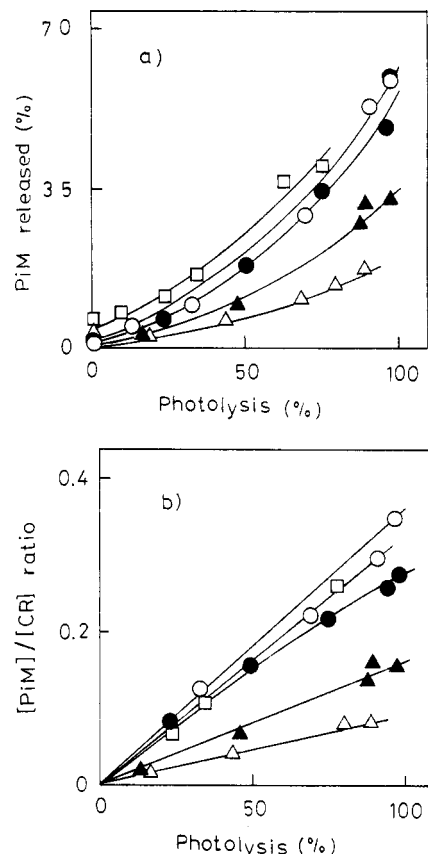 70
a)
PiM released (%)
35
0
0 50 100
Photolysis (%)
0.4
b)
[PiM]/[CR] ratio
0.2
0
0 50 100
Photolysis (%)